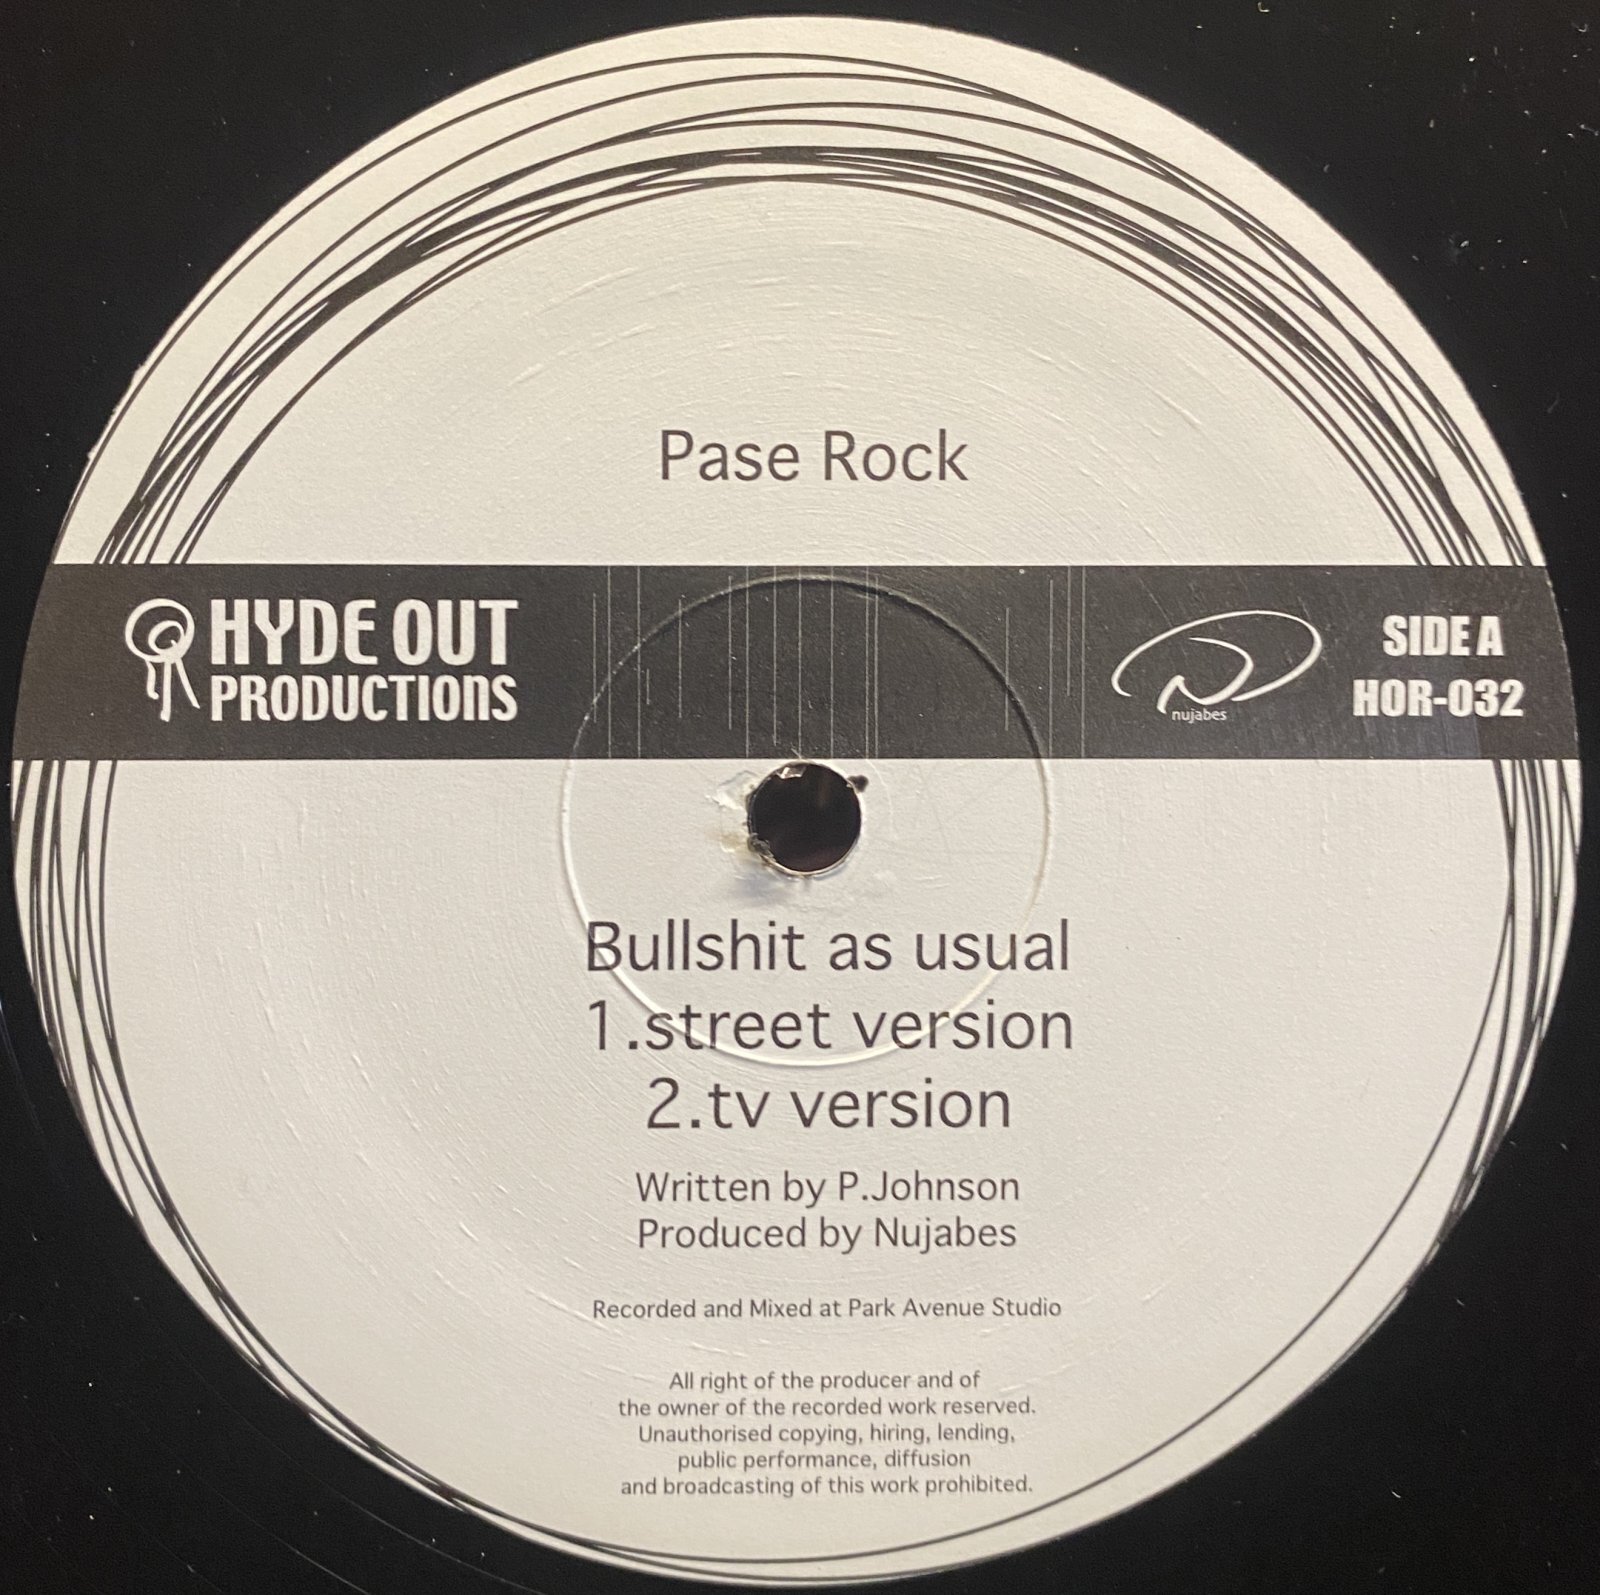 Pase Rock
HYDE OUT
PRODUCTIONS
nujabes
SIDE A
HOR-032
Bullshit as usual
1.street version
2.tv version
Written by P.Johnson
Produced by Nujabes
Recorded and Mixed at Park Avenue Studio
All right of the producer and of
the owner of the recorded work reserved.
Unauthorised copying, hiring, lending,
public performance, diffusion
and broadcasting of this work prohibited.